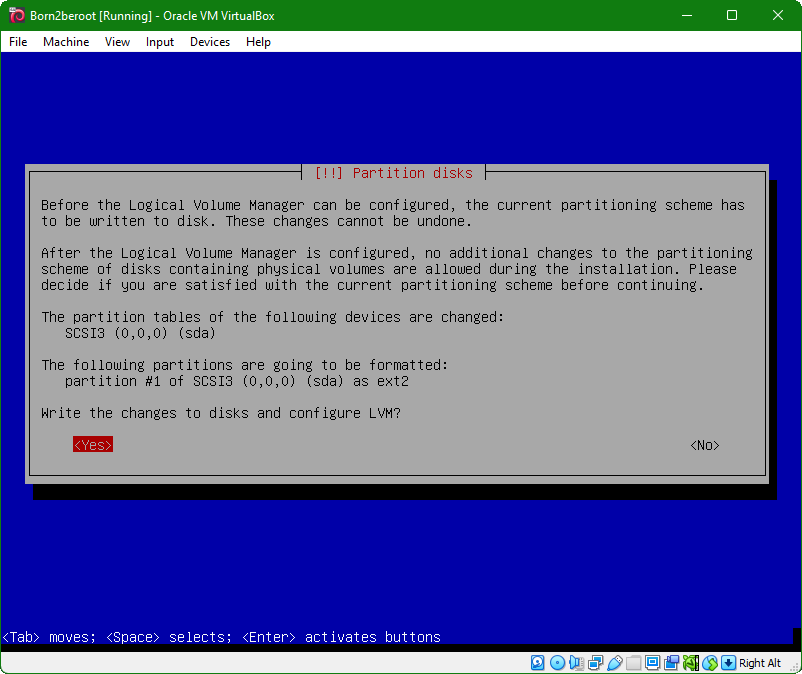 Born2beroot [Running] - Oracle VM VirtualBox
File Machine View Input Devices Help
[!!] Partition disks
Before the Logical Volume Manager can be configured, the current partitioning scheme has
to be written to disk. These changes cannot be undone.
After the Logical Volume Manager is configured, no additional changes to the partitioning
scheme of disks containing physical volumes are allowed during the installation. Please
decide if you are satisfied with the current partitioning scheme before continuing.
The partition tables of the following devices are changed:
SCSI3 (0,0,0) (sda)
The following partitions are going to be formatted:
partition #1 of SCSI3 (0,0,0) (sda) as ext2
Write the changes to disks and configure LVM?
<Yes> <No>
<Tab> moves; <Space> selects; <Enter> activates buttons
Right Alt